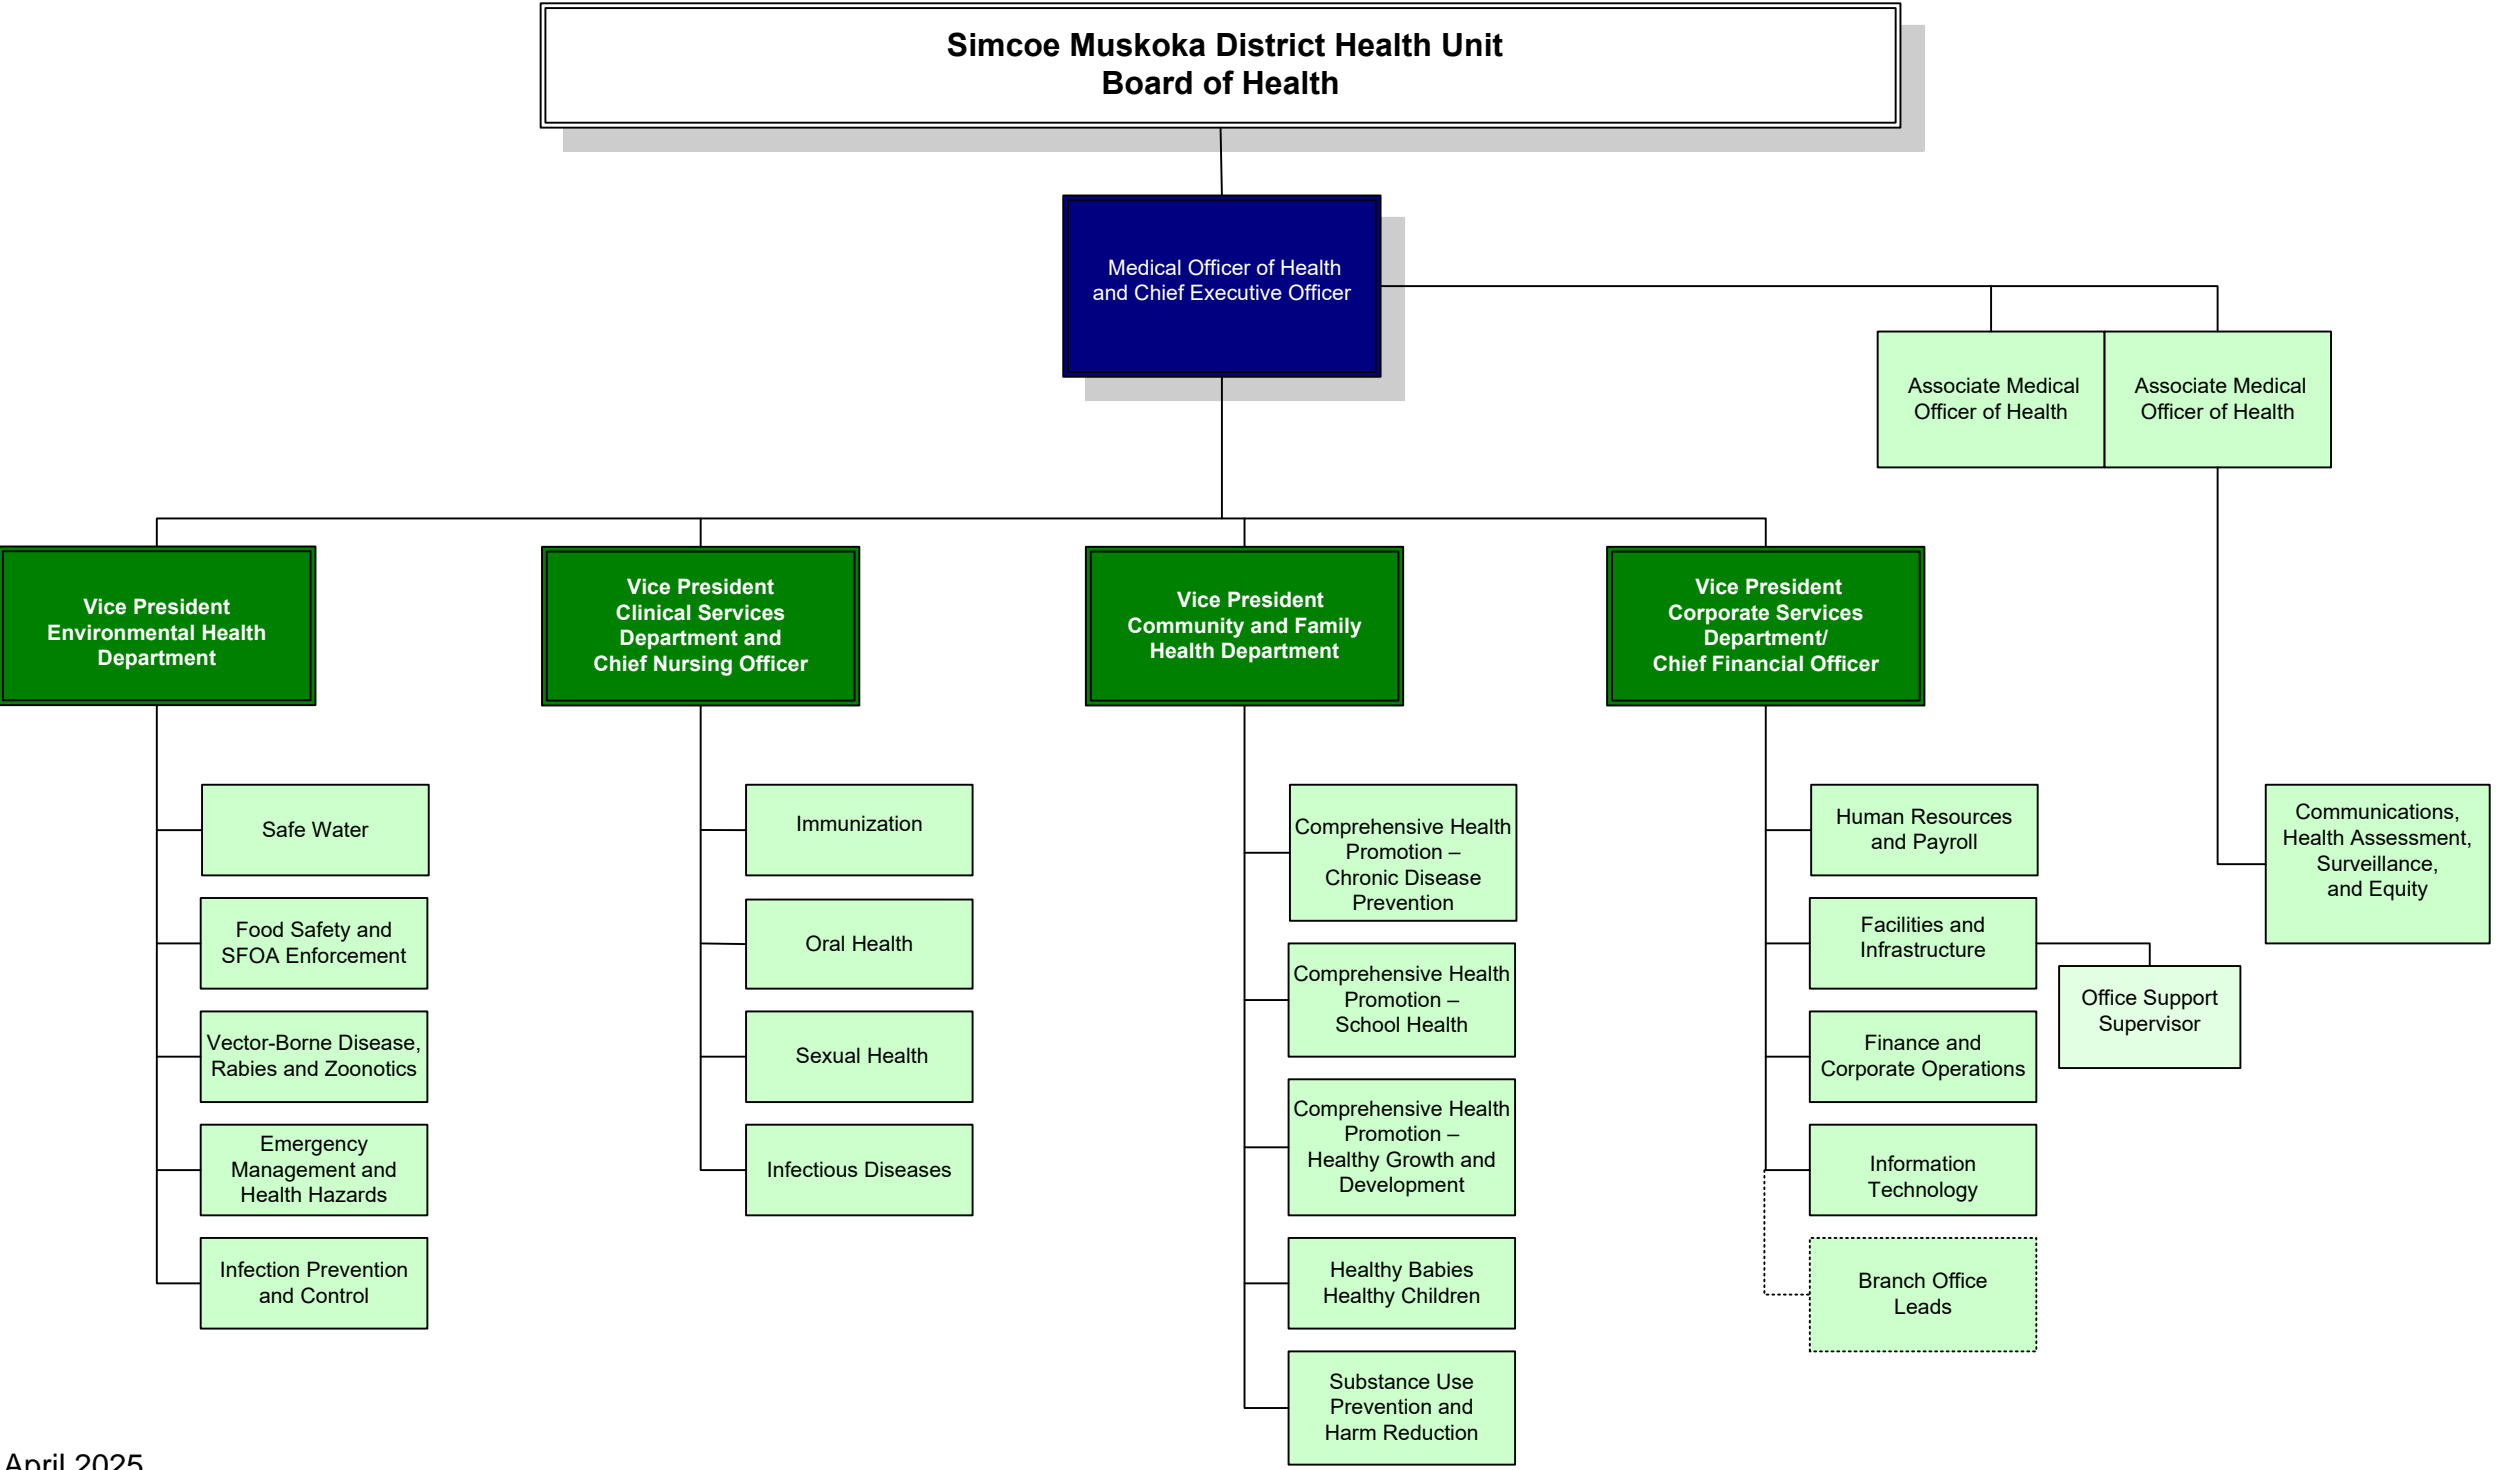 Simcoe Muskoka District Health Unit
Board of Health
Medical Officer of Health
and Chief Executive Officer
Associate Medical
Officer of Health
Associate Medical
Officer of Health
Vice President
Environmental Health
Department
Vice President
Clinical Services
Department and
Chief Nursing Officer
Vice President
Community and Family
Health Department
Vice President
Corporate Services
Department/
Chief Financial Officer
Safe Water
Food Safety and
SFOA Enforcement
Vector-Borne Disease,
Rabies and Zoonotics
Emergency
Management and
Health Hazards
Infection Prevention
and Control
Immunization
Oral Health
Sexual Health
Infectious Diseases
Comprehensive Health
Promotion –
Chronic Disease
Prevention
Comprehensive Health
Promotion –
School Health
Comprehensive Health
Promotion –
Healthy Growth and
Development
Healthy Babies
Healthy Children
Substance Use
Prevention and
Harm Reduction
Human Resources
and Payroll
Facilities and
Infrastructure
Office Support
Supervisor
Finance and
Corporate Operations
Information
Technology
Branch Office
Leads
Communications,
Health Assessment,
Surveillance,
and Equity
April 2025